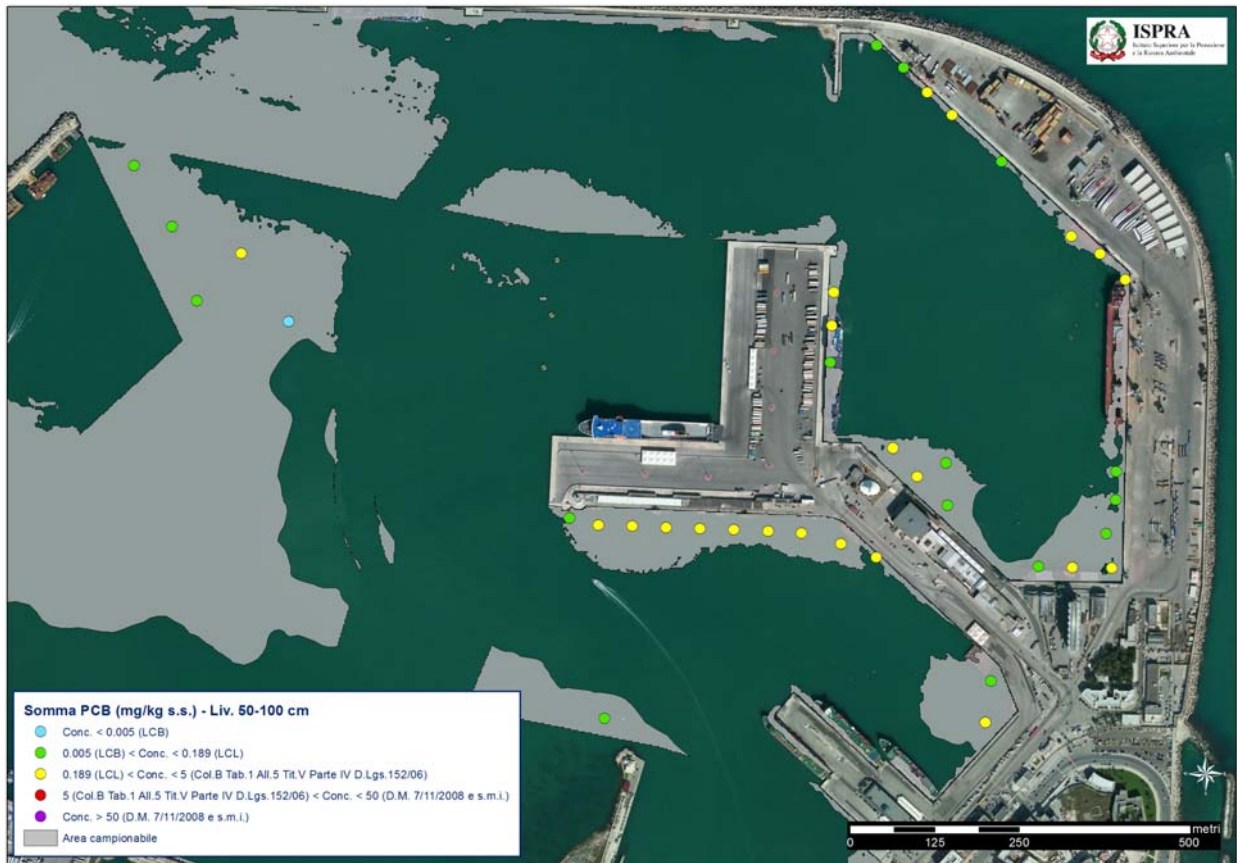 ISPRA
Istituto Superiore per la Protezione
e la Ricerca Ambientale
Somma PCB (mg/kg s.s.) - Liv. 50-100 cm
Conc. < 0.005 (LCB)
0.005 (LCB) < Conc. < 0.189 (LCL)
0.189 (LCL) < Conc. < 5 (Col.B Tab.1 All.5 Tit.V Parte IV D.Lgs.152/06)
5 (Col.B Tab.1 All.5 Tit.V Parte IV D.Lgs.152/06) < Conc. < 50 (D.M. 7/11/2008 e s.m.i.)
Conc. > 50 (D.M. 7/11/2008 e s.m.i.)
Area campionabile
metri
0 125 250 500